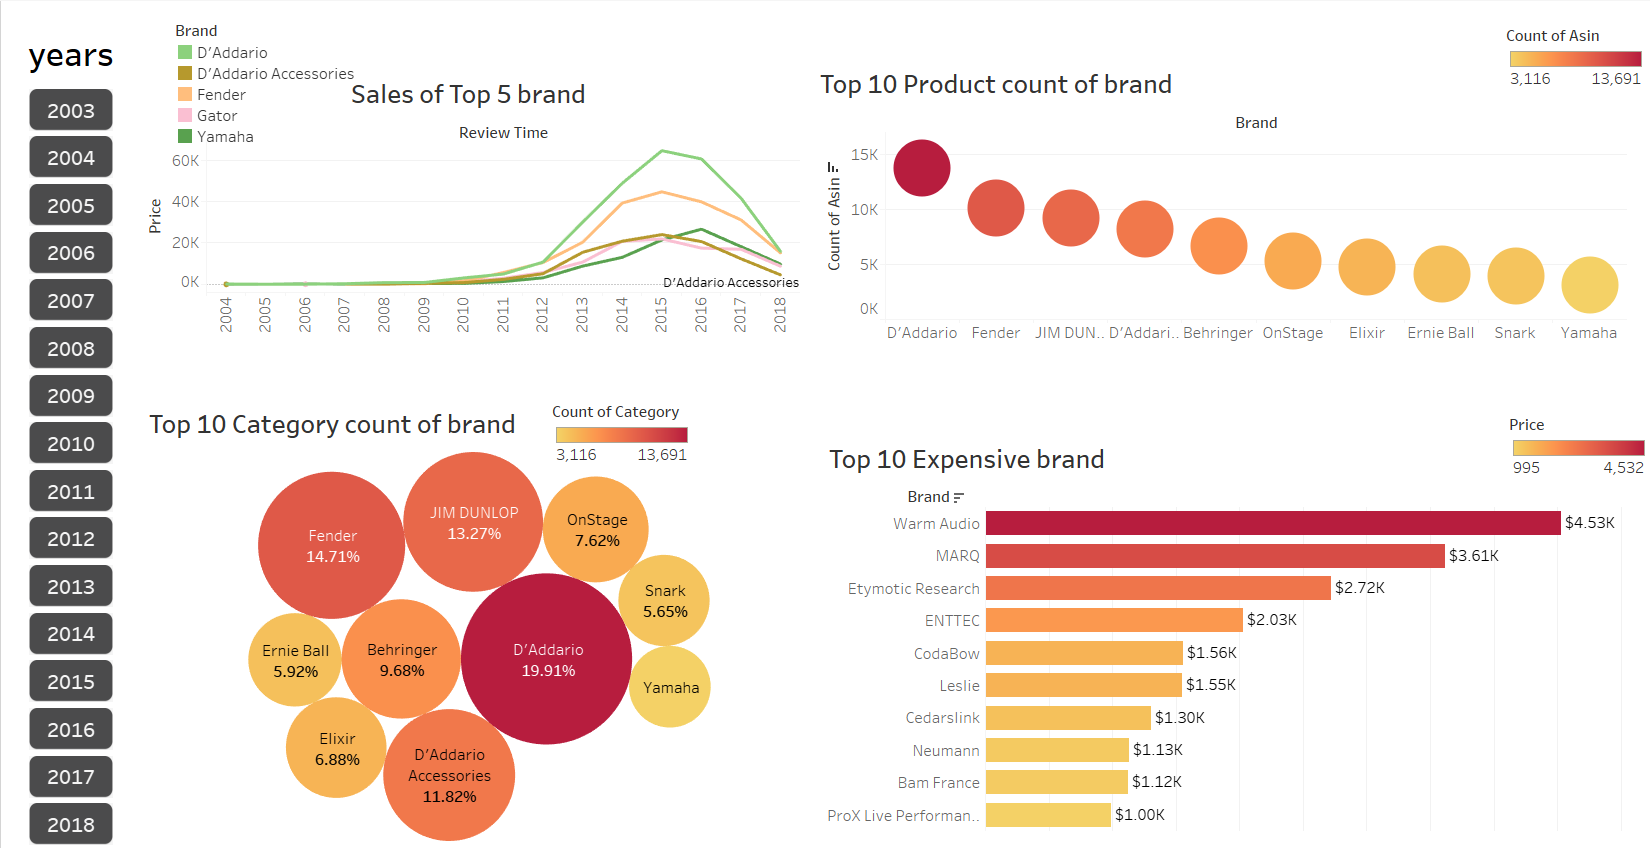 years
2003
2004
2005
2006
2007
2008
2009
2010
2011
2012
2013
2014
2015
2016
2017
2018
Brand
D'Addario
D'Addario Accessories
Fender
Gator
Yamaha
Sales of Top 5 brand
Review Time
Price
60K
40K
20K
0K
D'Addario Accessories
2004
2005
2006
2007
2008
2009
2010
2011
2012
2013
2014
2015
2016
2017
2018
Top 10 Product count of brand
Count of Asin
3,116 13,691
Brand
Count of Asin
15K
10K
5K
0K
D'Addario Fender JIM DUN.. D'Addari.. Behringer OnStage Elixir Ernie Ball Snark Yamaha
Top 10 Category count of brand
Count of Category
3,116 13,691
Fender
14.71%
JIM DUNLOP
13.27%
OnStage
7.62%
Snark
5.65%
Ernie Ball
5.92%
Behringer
9.68%
D'Addario
19.91%
Yamaha
Elixir
6.88%
D'Addario
Accessories
11.82%
Top 10 Expensive brand
Price
995 4,532
Brand
Warm Audio $4.53K
MARQ $3.61K
Etymotic Research $2.72K
ENTTEC $2.03K
CodaBow $1.56K
Leslie $1.55K
Cedarslink $1.30K
Neumann $1.13K
Bam France $1.12K
ProX Live Performan.. $1.00K